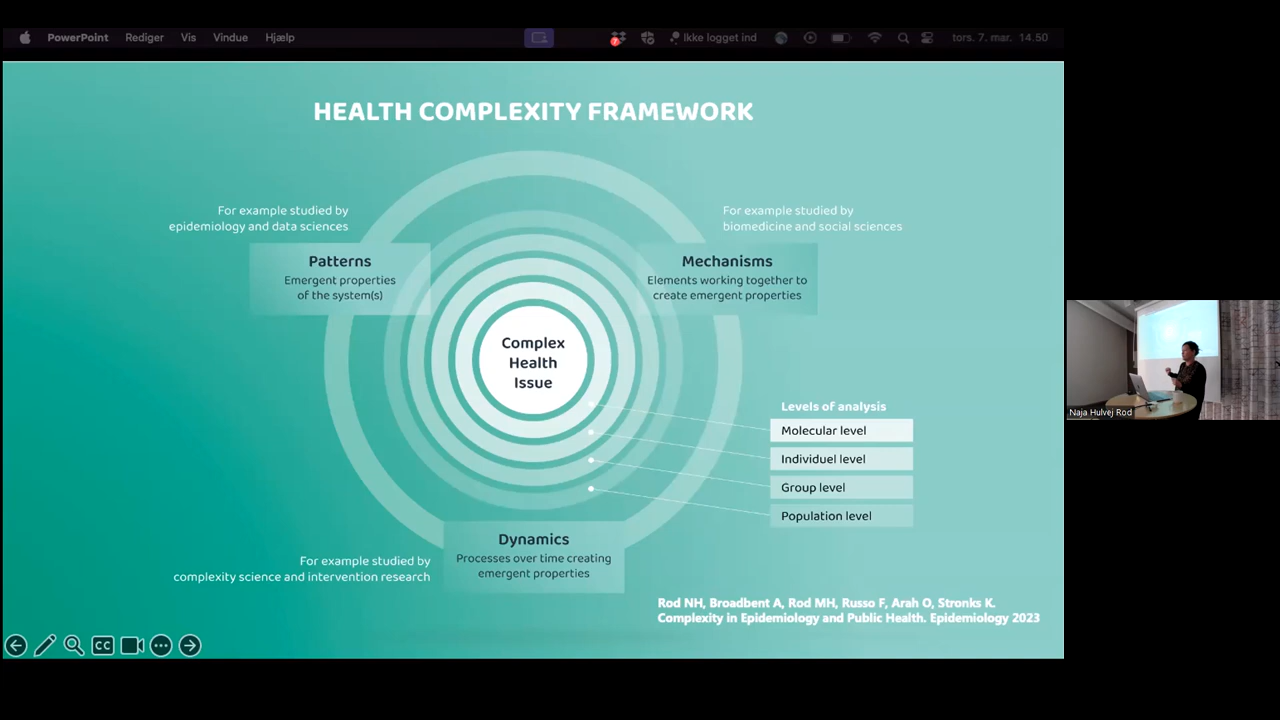 PowerPoint Rediger Vis Vindue Hjælp Ikke logget ind tors. 7. mar. 14.50
7
HEALTH COMPLEXITY FRAMEWORK
For example studied by
epidemiology and data sciences
For example studied by
biomedicine and social sciences
Patterns
Emergent properties
of the system(s)
Mechanisms
Elements working together to
create emergent properties
Complex
Health
Issue
Levels of analysis
Molecular level
Individuel level
Group level
Population level
Dynamics
Processes over time creating
emergent properties
For example studied by
complexity science and intervention research
Rod NH, Broadbent A, Rod MH, Russo F, Arah O, Stronks K.
Complexity in Epidemiology and Public Health. Epidemiology 2023
CC
Naja Hulvej Rod